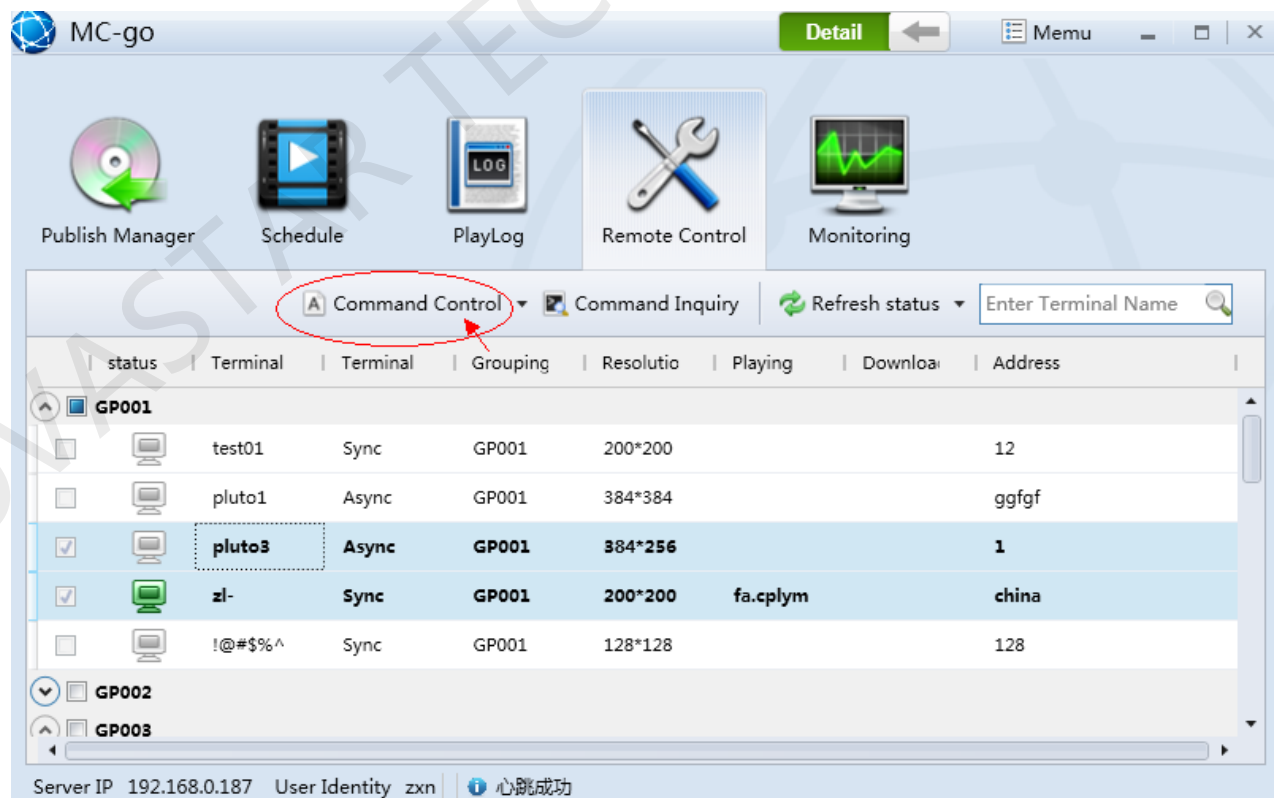 MC-go Detail Memu
LOG
Publish Manager Schedule PlayLog Remote Control Monitoring
A Command Control Command Inquiry Refresh status Enter Terminal Name
status Terminal Terminal Grouping Resolutio Playing Downloa Address
GP001
test01 Sync GP001 200*200 12
pluto1 Async GP001 384*384 ggfgf
pluto3 Async GP001 384*256 1
zl- Sync GP001 200*200 fa.cplym china
!@#$%^ Sync GP001 128*128 128
GP002
GP003
Server IP 192.168.0.187 User Identity zxn 心跳成功
OVASTAR TEC